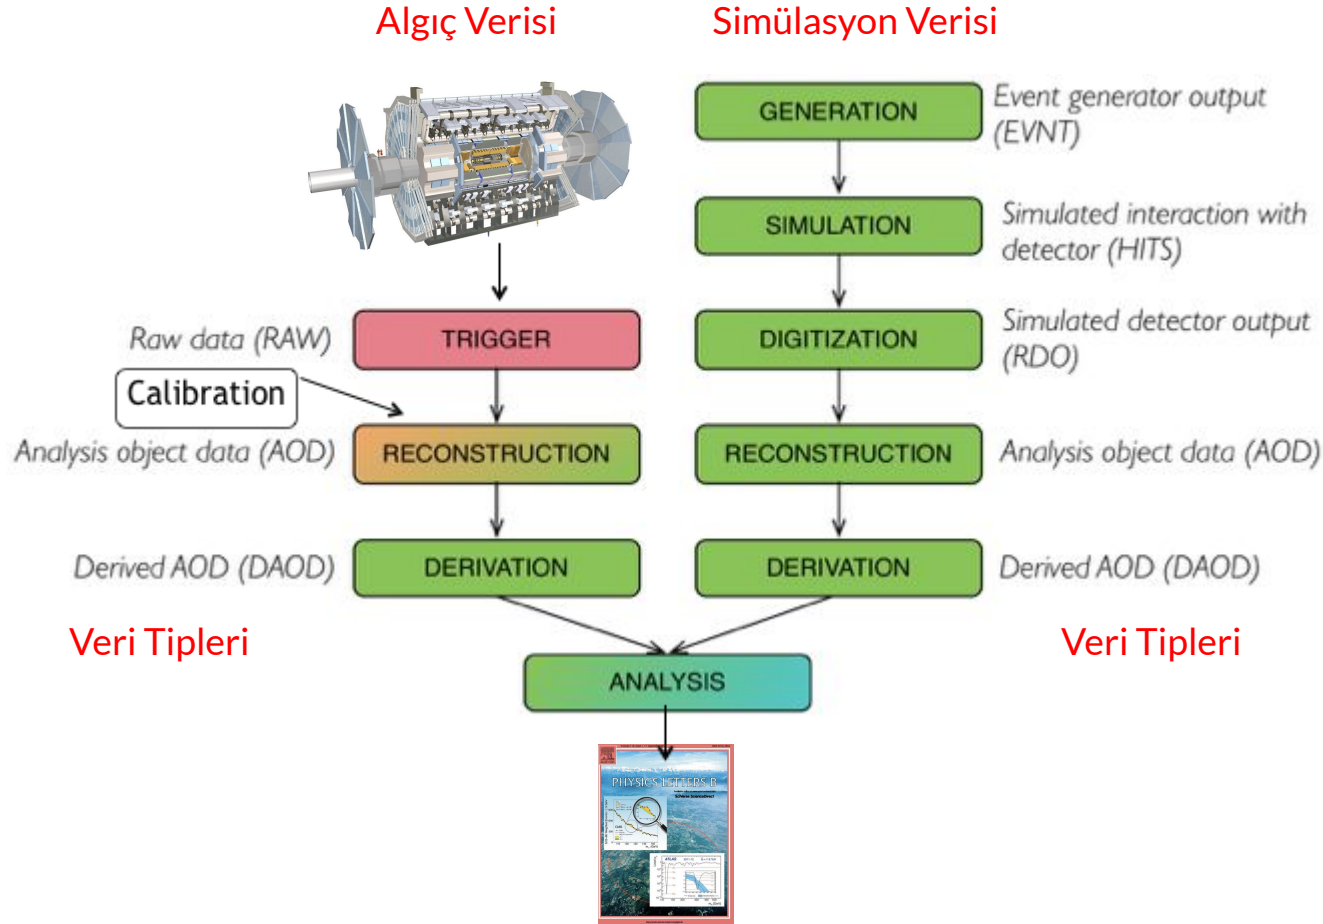 Algıç Verisi
Simülasyon Verisi
GENERATION
Event generator output
(EVNT)
SIMULATION
Simulated interaction with
detector (HITS)
Raw data (RAW)
TRIGGER
DIGITIZATION
Simulated detector output
(RDO)
Calibration
Analysis object data (AOD)
RECONSTRUCTION
RECONSTRUCTION
Analysis object data (AOD)
Derived AOD (DAOD)
DERIVATION
DERIVATION
Derived AOD (DAOD)
Veri Tipleri
Veri Tipleri
ANALYSIS
PHYSICS LETTERS B
ATLAS